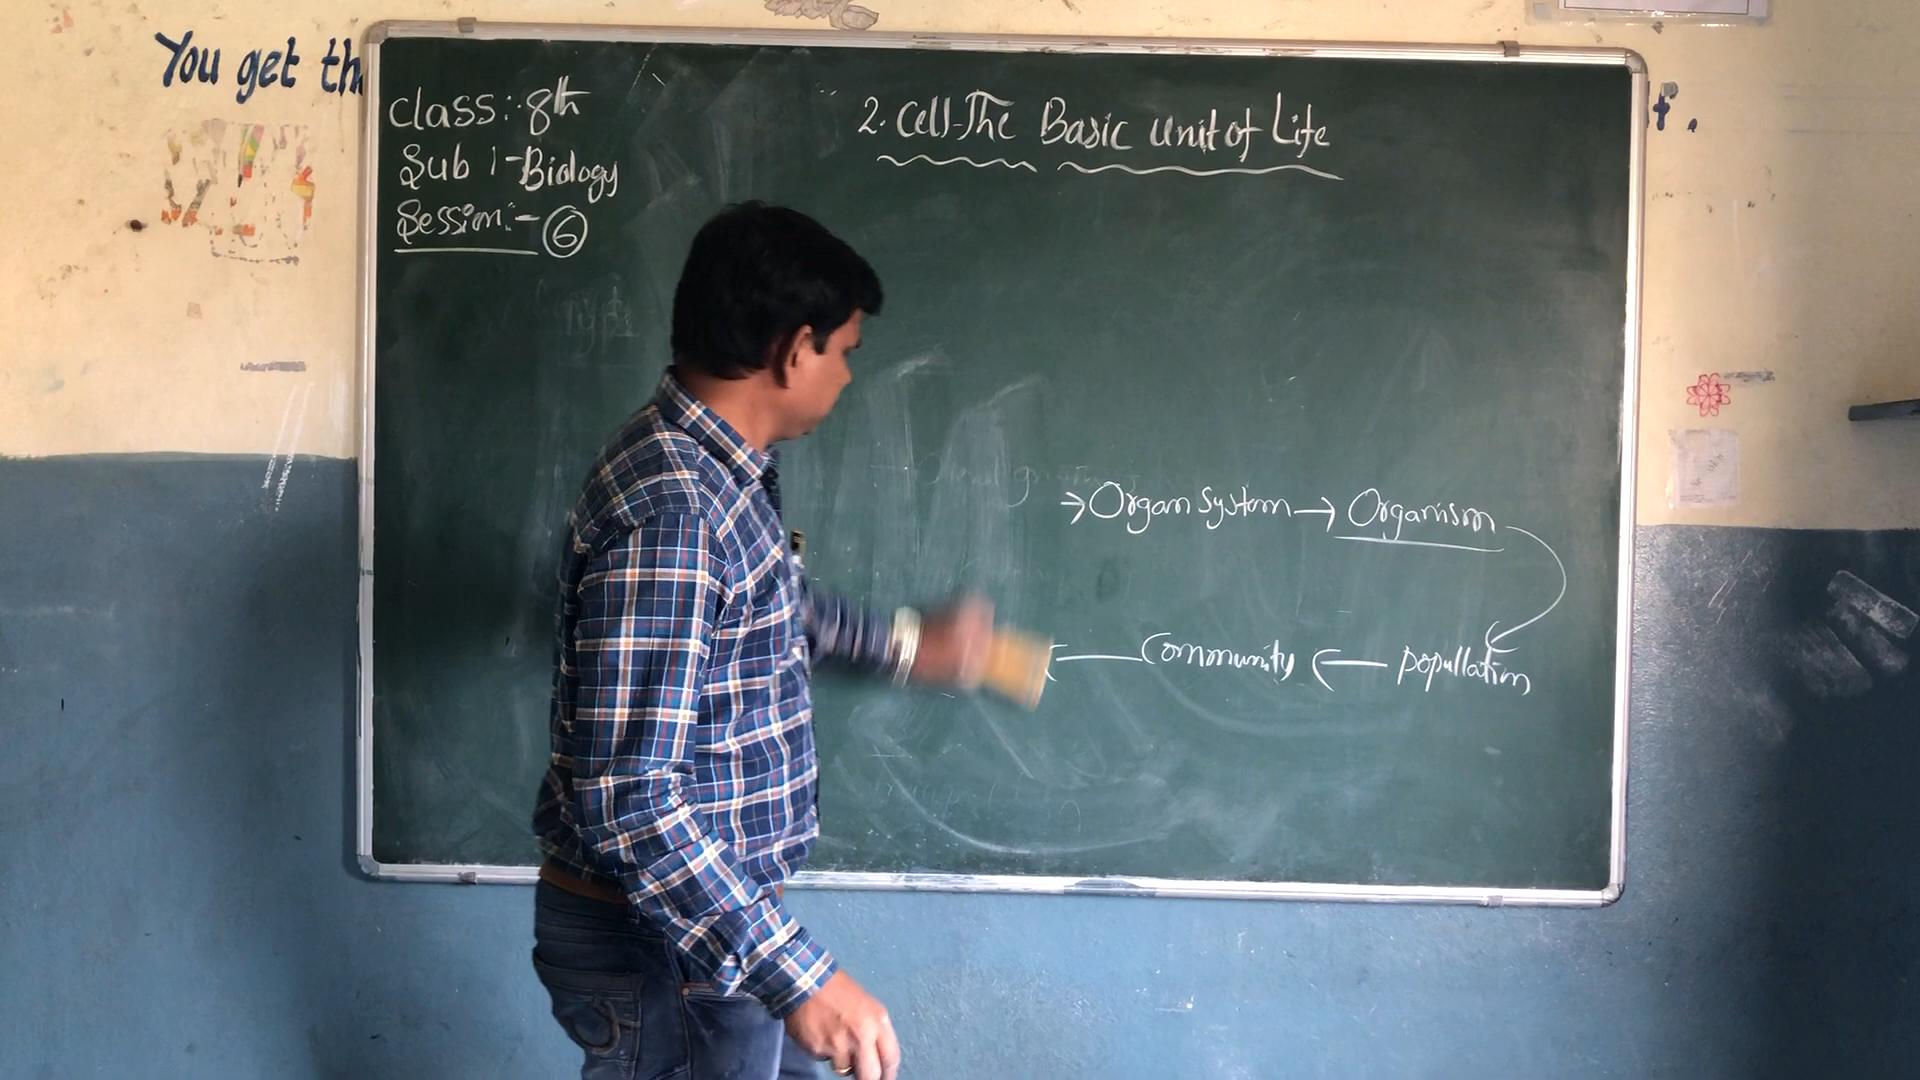 You get th
Class: 8th
Sub :-Biology
Session:- 6
2. Cell-The Basic Unit of Life
→ Organ System → Organism
Community ← popullation